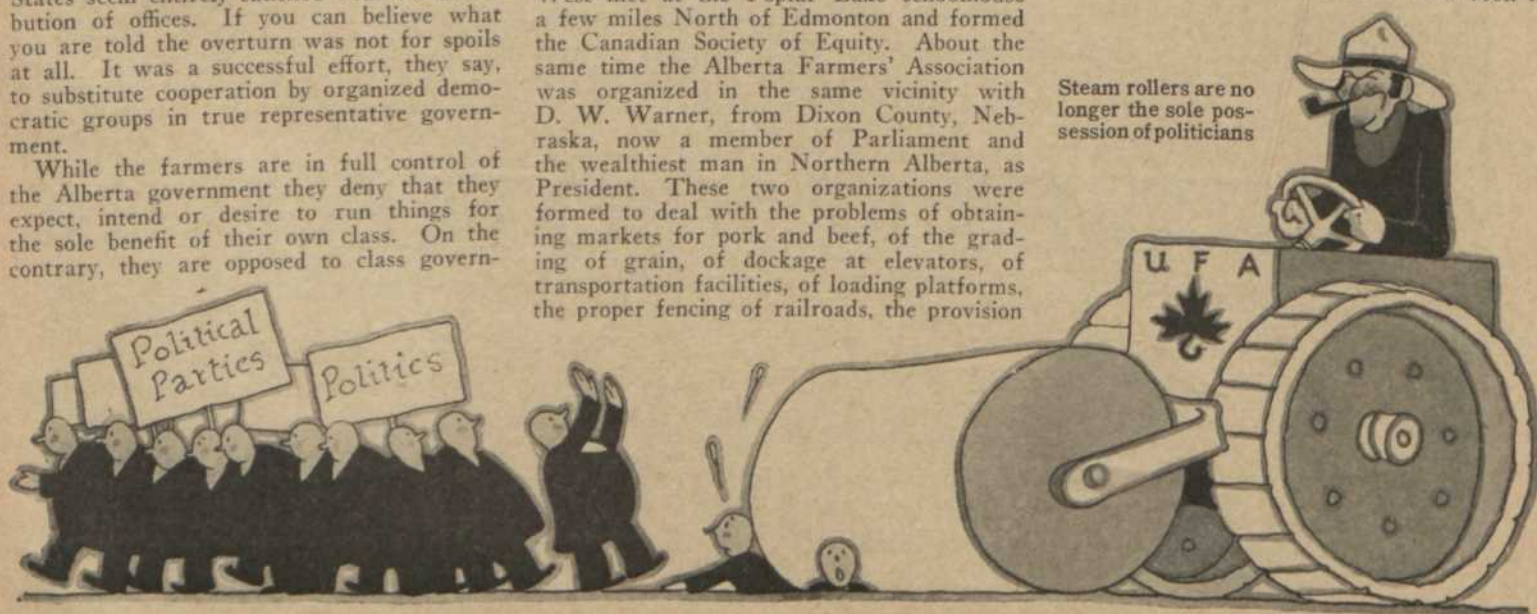 bution of offices. If you can believe what
you are told the overturn was not for spoils
at all. It was a successful effort, they say,
to substitute cooperation by organized demo-
cratic groups in true representative govern-
ment.
While the farmers are in full control of
the Alberta government they deny that they
expect, intend or desire to run things for
the sole benefit of their own class. On the
contrary, they are opposed to class govern-
a few miles North of Edmonton and formed
the Canadian Society of Equity. About the
same time the Alberta Farmers' Association
was organized in the same vicinity with
D. W. Warner, from Dixon County, Neb-
raska, now a member of Parliament and
the wealthiest man in Northern Alberta, as
President. These two organizations were
formed to deal with the problems of obtain-
ing markets for pork and beef, of the grad-
ing of grain, of dockage at elevators, of
transportation facilities, of loading platforms,
the proper fencing of railroads, the provision
Steam rollers are no
longer the sole pos-
session of politicians
U F A
Political
Parties
Politics